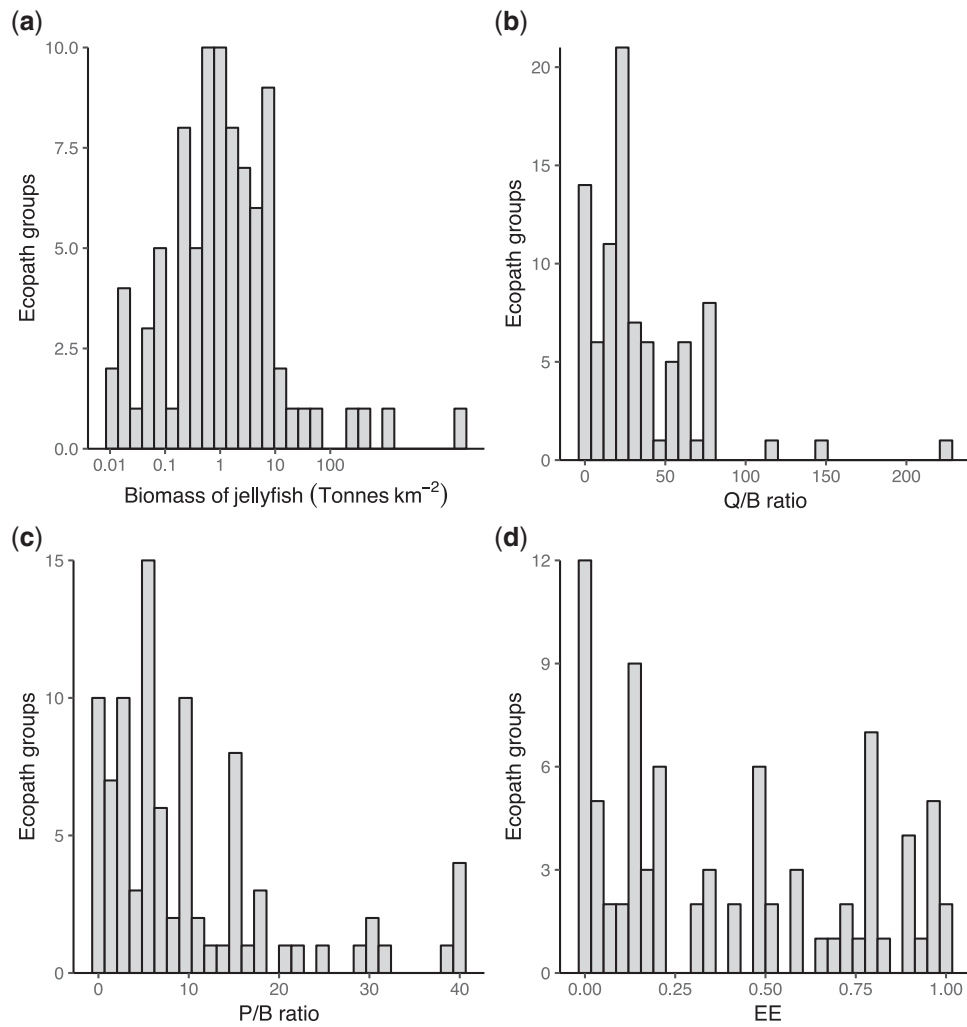 (a)
10.0
7.5
5.0
2.5
0.0
Ecopath groups
0.01 0.1 1 10 100
Biomass of jellyfish (Tonnes km⁻²)
(b)
20
15
10
5
0
Ecopath groups
0 50 100 150 200
Q/B ratio
(c)
15
10
5
0
Ecopath groups
0 10 20 30 40
P/B ratio
(d)
12
9
6
3
0
Ecopath groups
0.00 0.25 0.50 0.75 1.00
EE